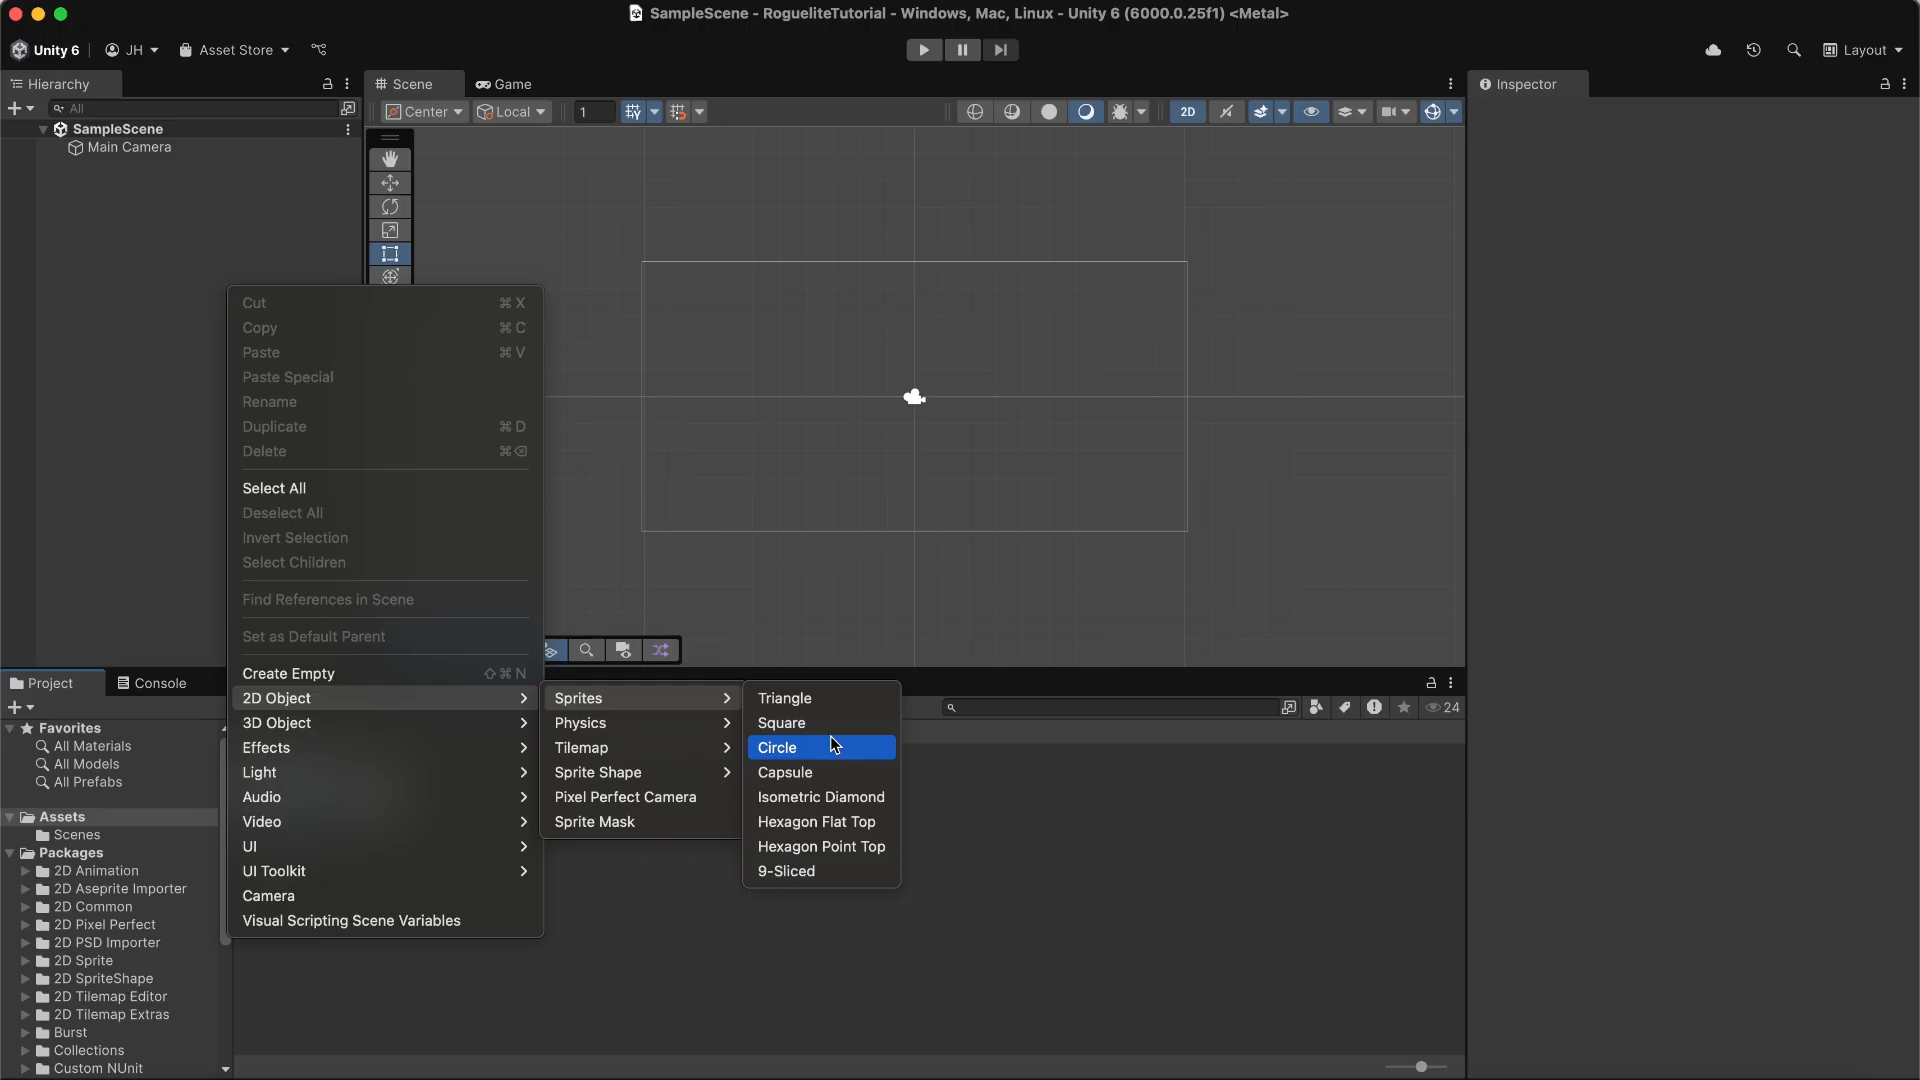 SampleScene - RogueliteTutorial - Windows, Mac, Linux - Unity 6 (6000.0.25f1) <Metal>
Unity 6
JH
Asset Store
Layout
Hierarchy
Scene
Game
Inspector
All
Center
Local
1
2D
SampleScene
Main Camera
Cut ⌘ X
Copy ⌘ C
Paste ⌘ V
Paste Special
Rename
Duplicate ⌘ D
Delete ⌘⌫
Select All
Deselect All
Invert Selection
Select Children
Find References in Scene
Set as Default Parent
Create Empty ⇧ ⌘ N
2D Object
3D Object
Effects
Light
Audio
Video
UI
UI Toolkit
Camera
Visual Scripting Scene Variables
Sprites
Physics
Tilemap
Sprite Shape
Pixel Perfect Camera
Sprite Mask
Triangle
Square
Circle
Capsule
Isometric Diamond
Hexagon Flat Top
Hexagon Point Top
9-Sliced
Project
Console
24
Favorites
All Materials
All Models
All Prefabs
Assets
Scenes
Packages
2D Animation
2D Aseprite Importer
2D Common
2D Pixel Perfect
2D PSD Importer
2D Sprite
2D SpriteShape
2D Tilemap Editor
2D Tilemap Extras
Burst
Collections
Custom NUnit